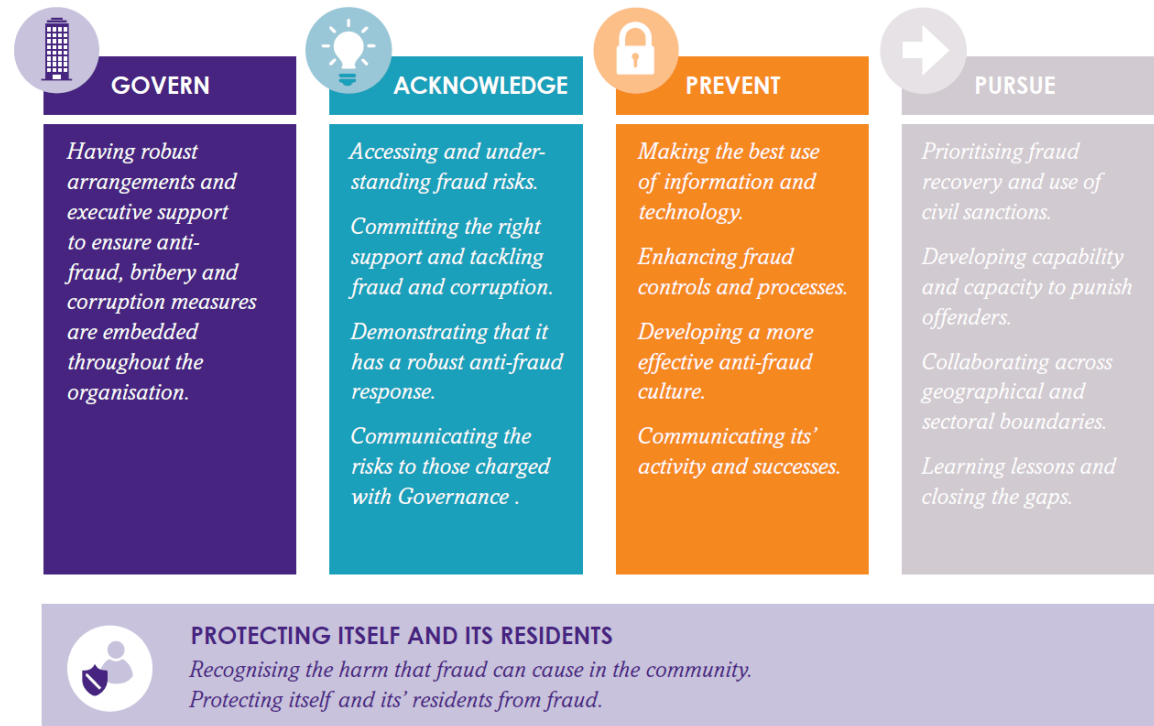 GOVERN
Having robust
arrangements and
executive support
to ensure anti-
fraud, bribery and
corruption measures
are embedded
throughout the
organisation.
ACKNOWLEDGE
Accessing and under-
standing fraud risks.
Committing the right
support and tackling
fraud and corruption.
Demonstrating that it
has a robust anti-fraud
response.
Communicating the
risks to those charged
with Governance .
PREVENT
Making the best use
of information and
technology.
Enhancing fraud
controls and processes.
Developing a more
effective anti-fraud
culture.
Communicating its’
activity and successes.
PURSUE
Prioritising fraud
recovery and use of
civil sanctions.
Developing capability
and capacity to punish
offenders.
Collaborating across
geographical and
sectoral boundaries.
Learning lessons and
closing the gaps.
PROTECTING ITSELF AND ITS RESIDENTS
Recognising the harm that fraud can cause in the community.
Protecting itself and its’ residents from fraud.